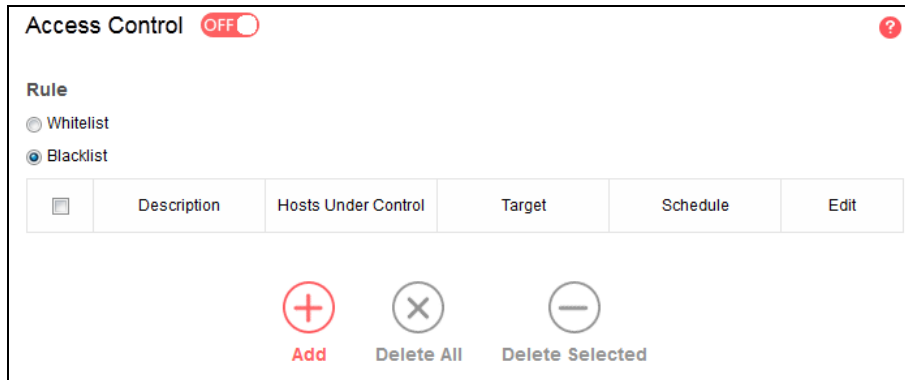 Access Control OFF ?
Rule
Whitelist
Blacklist
Description Hosts Under Control Target Schedule Edit
Add Delete All Delete Selected